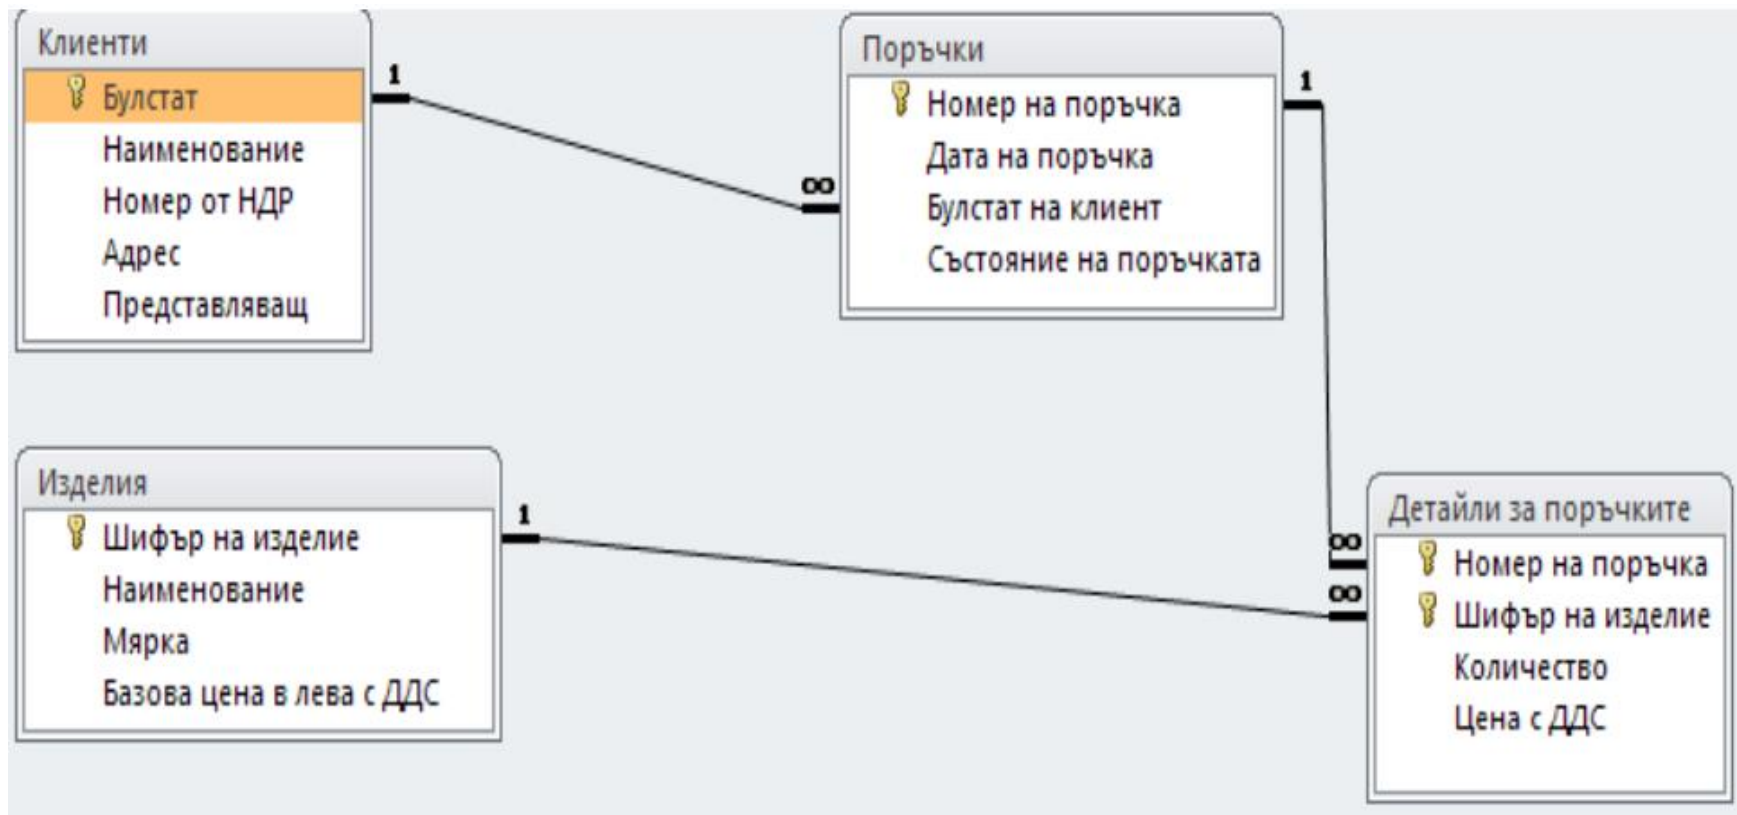 Клиенти
Булстат
Наименование
Номер от НДР
Адрес
Представляващ
1
∞
Поръчки
Номер на поръчка
Дата на поръчка
Булстат на клиент
Състояние на поръчката
1
∞
Изделия
Шифър на изделие
Наименование
Мярка
Базова цена в лева с ДДС
1
∞
Детайли за поръчките
Номер на поръчка
Шифър на изделие
Количество
Цена с ДДС